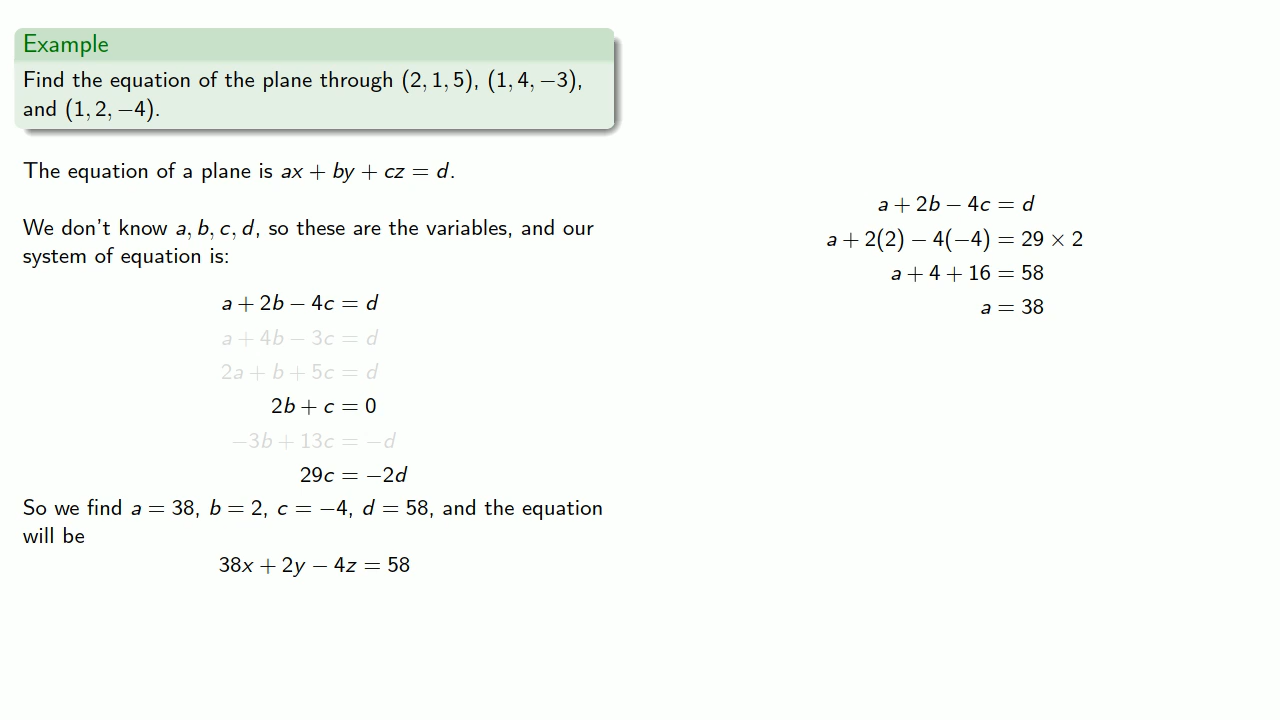 Example
Find the equation of the plane through (2, 1, 5), (1, 4, −3),
and (1, 2, −4).
The equation of a plane is ax + by + cz = d.
We don't know a, b, c, d, so these are the variables, and our
system of equation is:
a + 2b − 4c = d
a + 4b − 3c = d
2a + b + 5c = d
2b + c = 0
−3b + 13c = −d
29c = −2d
So we find a = 38, b = 2, c = −4, d = 58, and the equation
will be
38x + 2y − 4z = 58
a + 2b − 4c = d
a + 2(2) − 4(−4) = 29 × 2
a + 4 + 16 = 58
a = 38